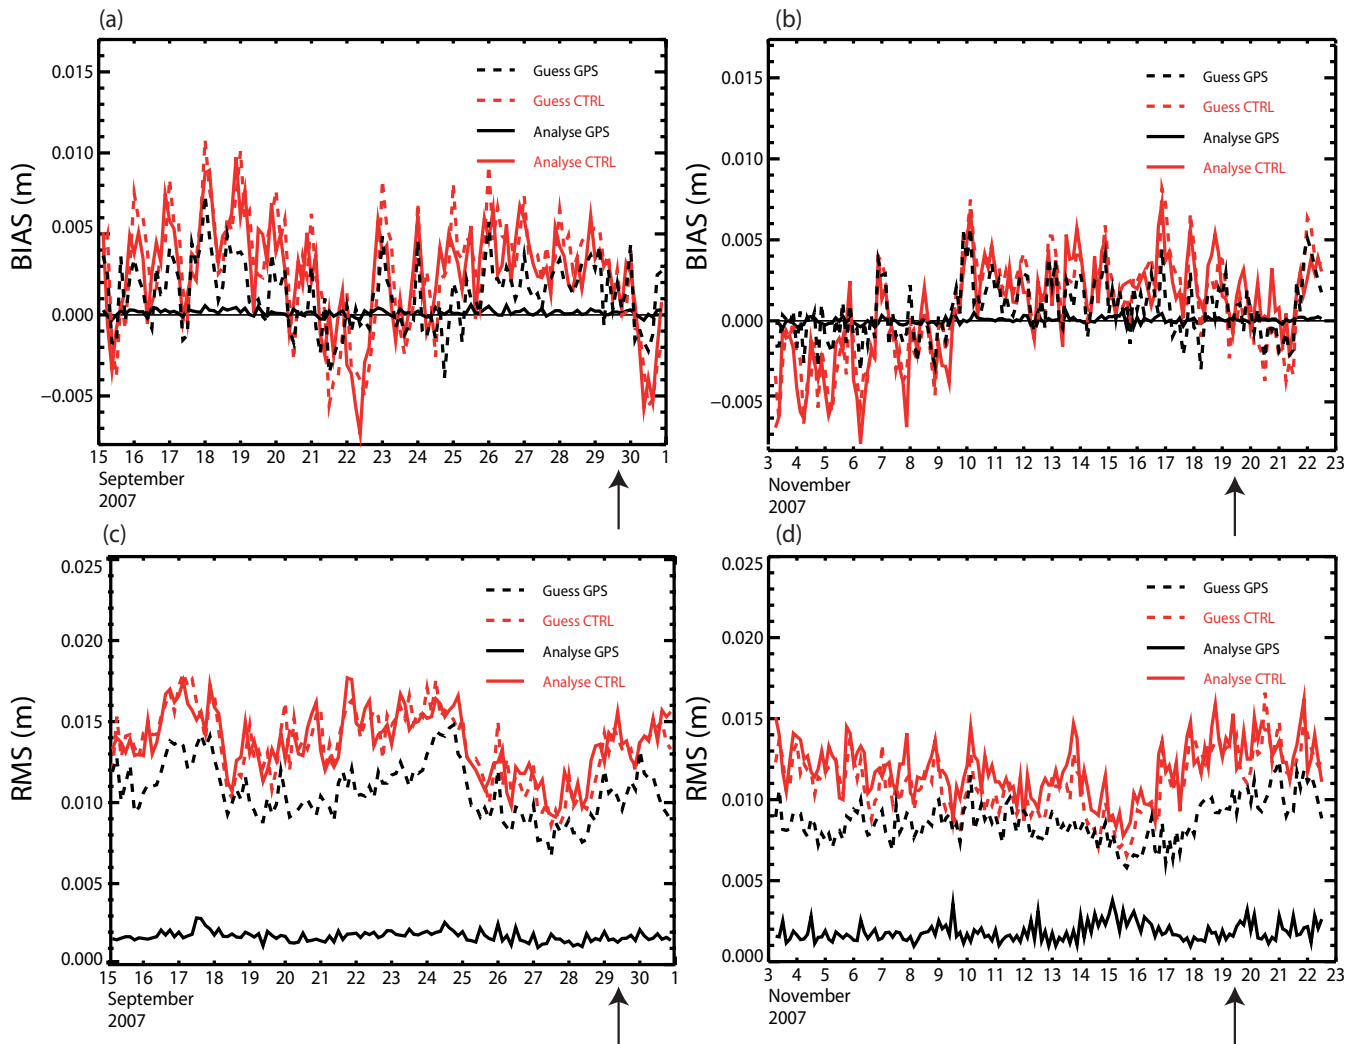 (a)
BIAS (m)
0.015
0.010
0.005
0.000
−0.005
Guess GPS
Guess CTRL
Analyse GPS
Analyse CTRL
15 16 17 18 19 20 21 22 23 24 25 26 27 28 29 30 1
September
2007
(b)
BIAS (m)
0.015
0.010
0.005
0.000
−0.005
Guess GPS
Guess CTRL
Analyse GPS
Analyse CTRL
3 4 5 6 7 8 9 10 11 12 13 14 15 16 17 18 19 20 21 22 23
November
2007
(c)
RMS (m)
0.025
0.020
0.015
0.010
0.005
0.000
Guess GPS
Guess CTRL
Analyse GPS
Analyse CTRL
15 16 17 18 19 20 21 22 23 24 25 26 27 28 29 30 1
September
2007
(d)
RMS (m)
0.025
0.020
0.015
0.010
0.005
0.000
Guess GPS
Guess CTRL
Analyse GPS
Analyse CTRL
3 4 5 6 7 8 9 10 11 12 13 14 15 16 17 18 19 20 21 22 23
November
2007